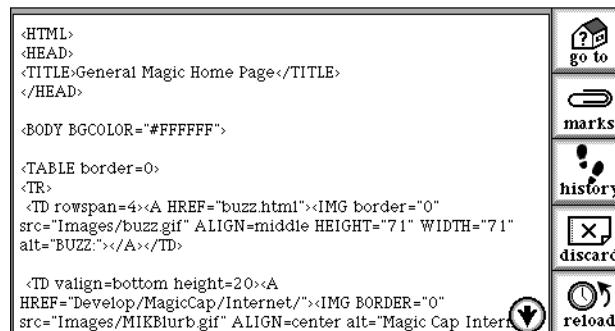 <HTML>
<HEAD>
<TITLE>General Magic Home Page</TITLE>
</HEAD>
<BODY BGCOLOR="#FFFFFF">
<TABLE border=0>
<TR>
<TD rowspan=4><A HREF="buzz.html"><IMG border="0"
src="Images/buzz.gif" ALIGN=middle HEIGHT="71" WIDTH="71"
alt="BUZZ:"></A></TD>
<TD valign=bottom height=20><A
HREF="Develop/MagicCap/Internet/"><IMG BORDER="0"
src="Images/MIKBlurb.gif" ALIGN=center alt="Magic Cap
go to
marks
history
discard
reload